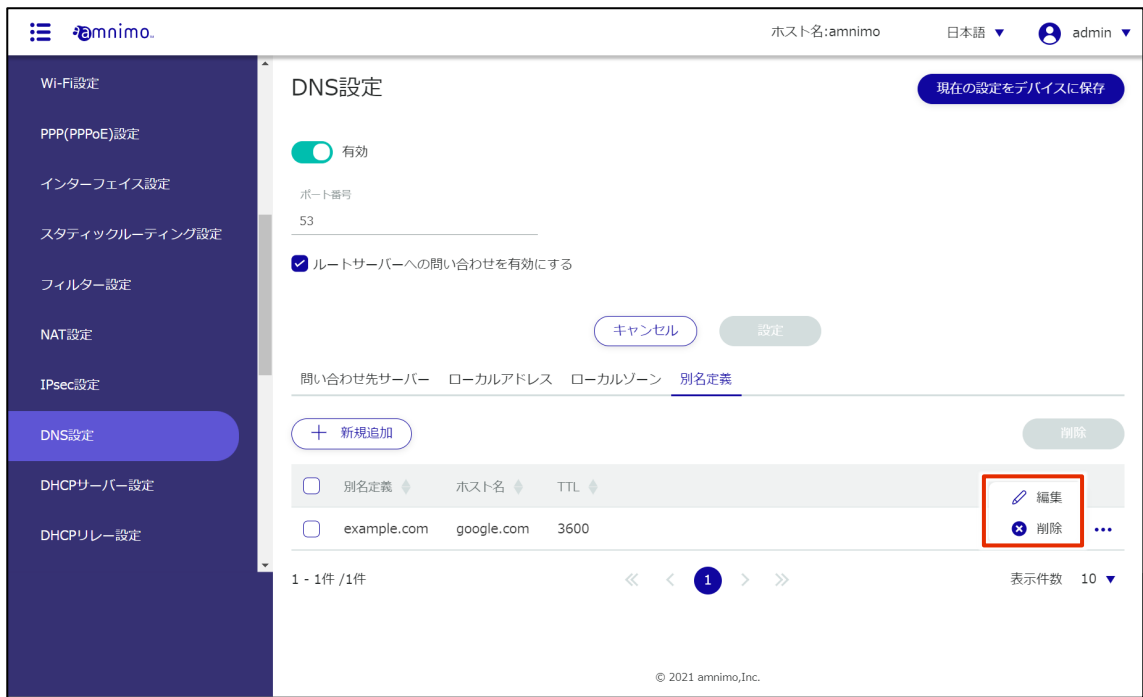 amnimo
ホスト名:amnimo
日本語 ▼
admin ▼
Wi-Fi設定
PPP(PPPoE)設定
インターフェイス設定
スタティックルーティング設定
フィルター設定
NAT設定
IPsec設定
DNS設定
DHCPサーバー設定
DHCPリレー設定
DNS設定
現在の設定をデバイスに保存
有効
ポート番号
53
ルートサーバーへの問い合わせを有効にする
キャンセル
設定
問い合わせ先サーバー ローカルアドレス ローカルゾーン 別名定義
+ 新規追加
削除
別名定義 ホスト名 TTL
編集
example.com google.com 3600
削除
1 - 1件 /1件
≪ < 1 > ≫
表示件数 10 ▼
© 2021 amnimo,Inc.